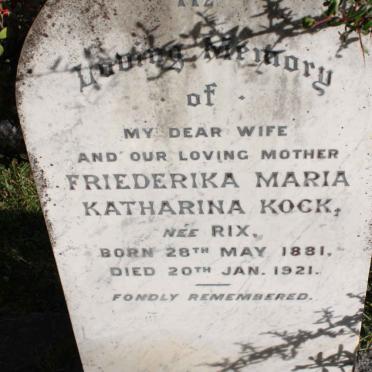 In
Loving Memory
of
MY DEAR WIFE
AND OUR LOVING MOTHER
FRIEDERIKA MARIA
KATHARINA KOCK,
NÉE RIX,
BORN 28TH MAY 1881.
DIED 20TH JAN. 1921.
FONDLY REMEMBERED.